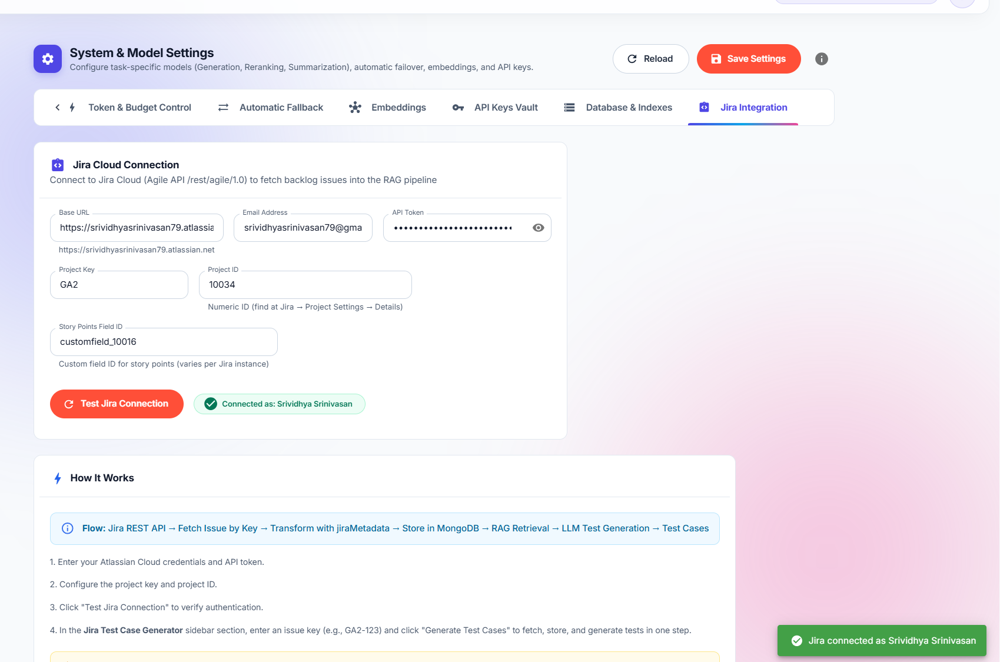 System & Model Settings
Configure task-specific models (Generation, Reranking, Summarization), automatic failover, embeddings, and API keys.
Reload
Save Settings
Token & Budget Control
Automatic Fallback
Embeddings
API Keys Vault
Database & Indexes
Jira Integration
Jira Cloud Connection
Connect to Jira Cloud (Agile API /rest/agile/1.0) to fetch backlog issues into the RAG pipeline
Base URL
https://srividhyasrinivasan79.atlassia
https://srividhyasrinivasan79.atlassian.net
Email Address
srividhyasrinivasan79@gma
API Token
Project Key
GA2
Project ID
10034
Numeric ID (find at Jira → Project Settings → Details)
Story Points Field ID
customfield_10016
Custom field ID for story points (varies per Jira instance)
Test Jira Connection
Connected as: Srividhya Srinivasan
How It Works
Flow: Jira REST API → Fetch Issue by Key → Transform with jiraMetadata → Store in MongoDB → RAG Retrieval → LLM Test Generation → Test Cases
1. Enter your Atlassian Cloud credentials and API token.
2. Configure the project key and project ID.
3. Click "Test Jira Connection" to verify authentication.
4. In the Jira Test Case Generator sidebar section, enter an issue key (e.g., GA2-123) and click "Generate Test Cases" to fetch, store, and generate tests in one step.
Jira connected as Srividhya Srinivasan